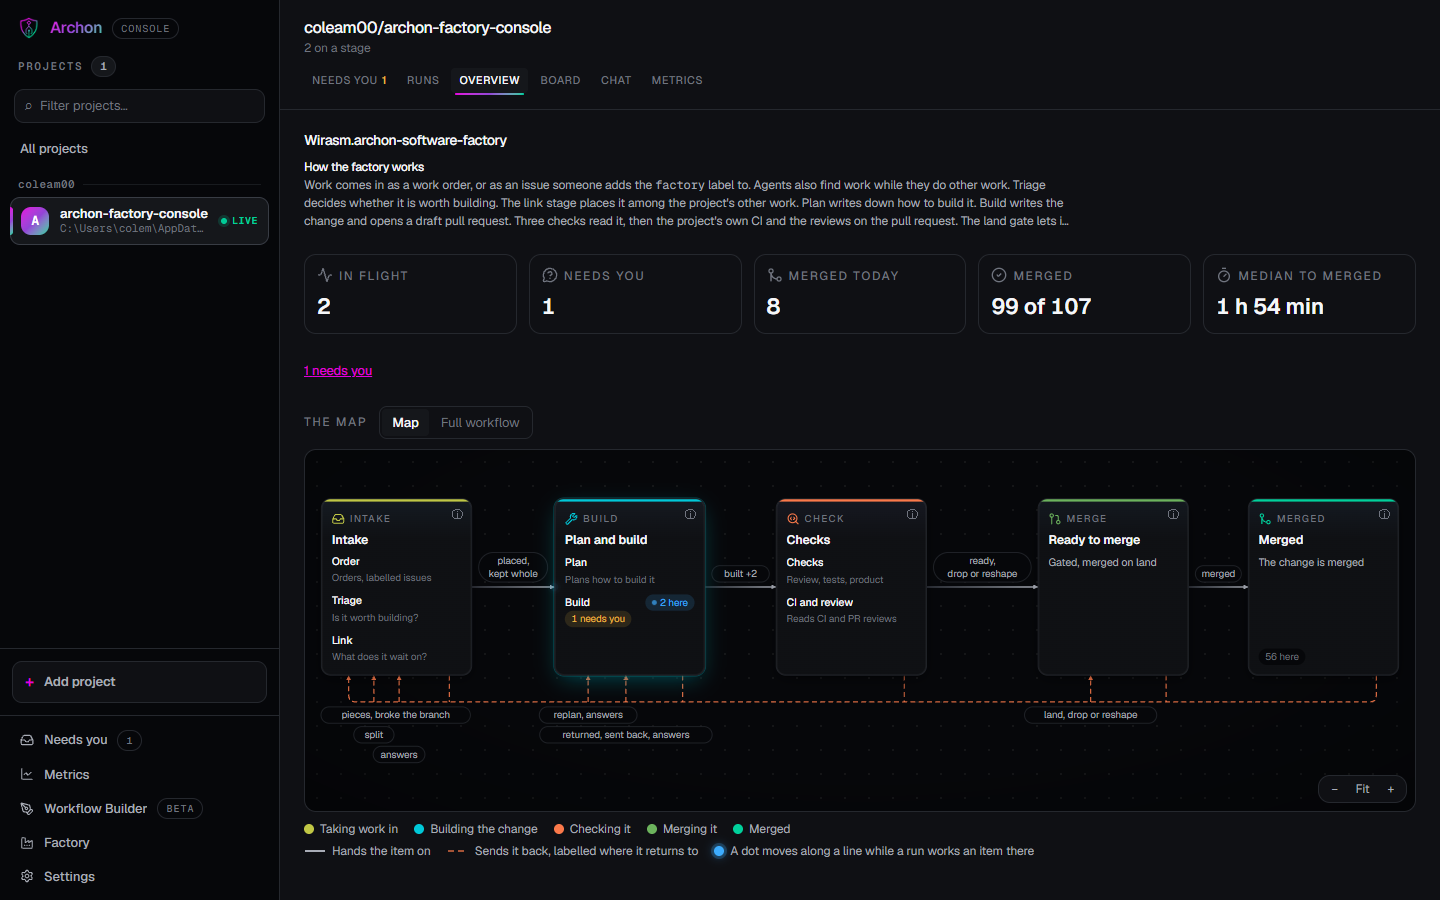 Archon
CONSOLE
PROJECTS 1
Filter projects...
All projects
coleam00
A
archon-factory-console
C:\Users\colem\AppDat...
LIVE
Add project
Needs you 1
Metrics
Workflow Builder BETA
Factory
Settings
coleam00/archon-factory-console
2 on a stage
NEEDS YOU 1 RUNS OVERVIEW BOARD CHAT METRICS
Wirasm.archon-software-factory
How the factory works
Work comes in as a work order, or as an issue someone adds the factory label to. Agents also find work while they do other work. Triage
decides whether it is worth building. The link stage places it among the project's other work. Plan writes down how to build it. Build writes the
change and opens a draft pull request. Three checks read it, then the project's own CI and the reviews on the pull request. The land gate lets i...
IN FLIGHT
2
NEEDS YOU
1
MERGED TODAY
8
MERGED
99 of 107
MEDIAN TO MERGED
1 h 54 min
1 needs you
THE MAP Map Full workflow
INTAKE
Intake
Order
Orders, labelled issues
Triage
Is it worth building?
Link
What does it wait on?
placed,
kept whole
BUILD
Plan and build
Plan
Plans how to build it
Build
2 here
1 needs you
built +2
CHECK
Checks
Checks
Review, tests, product
CI and review
Reads CI and PR reviews
ready,
drop or reshape
MERGE
Ready to merge
Gated, merged on land
merged
MERGED
Merged
The change is merged
56 here
pieces, broke the branch
split
answers
replan, answers
returned, sent back, answers
land, drop or reshape
− Fit +
Taking work in Building the change Checking it Merging it Merged
Hands the item on Sends it back, labelled where it returns to A dot moves along a line while a run works an item there